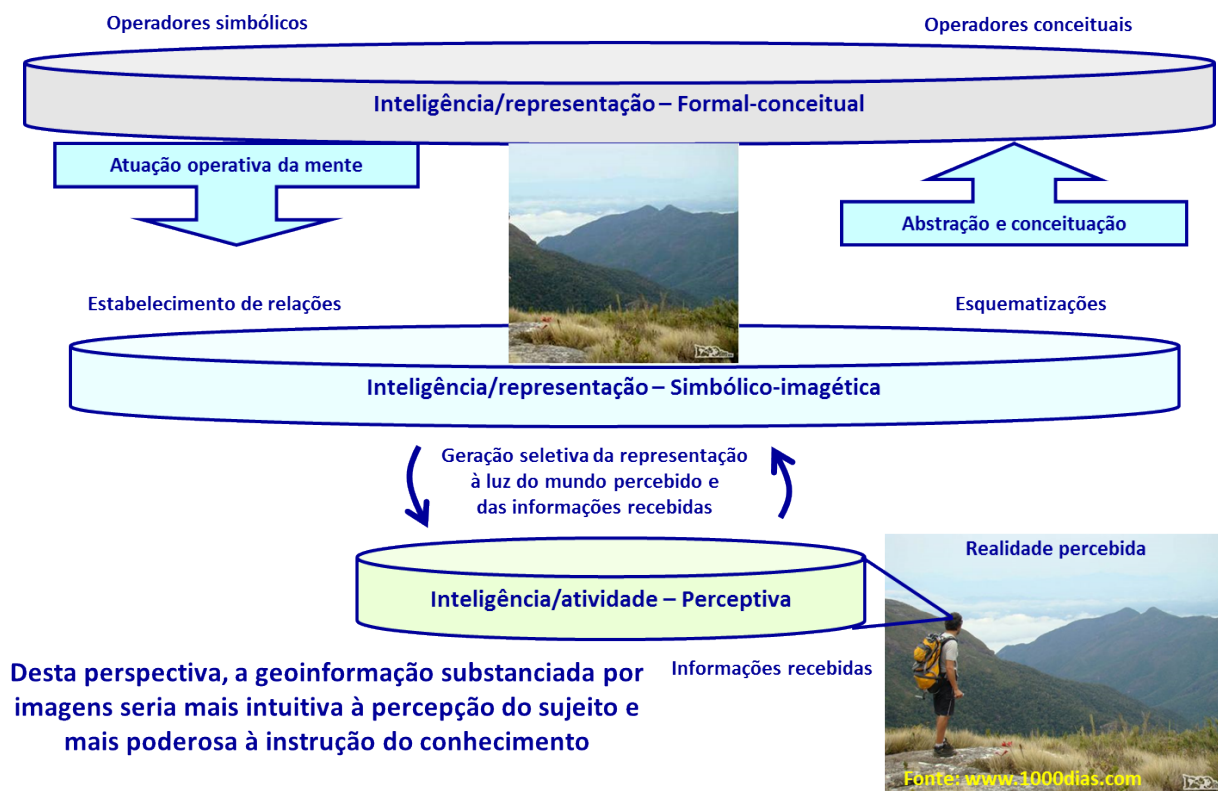 Operadores simbólicos
Operadores conceituais
Inteligência/representação – Formal-conceitual
Atuação operativa da mente
Abstração e conceituação
Estabelecimento de relações
Esquematizações
Inteligência/representação – Simbólico-imagética
Geração seletiva da representação
à luz do mundo percebido e
das informações recebidas
Realidade percebida
Inteligência/atividade – Perceptiva
Informações recebidas
Desta perspectiva, a geoinformação substanciada por
imagens seria mais intuitiva à percepção do sujeito e
mais poderosa à instrução do conhecimento
Fonte: www.1000dias.com